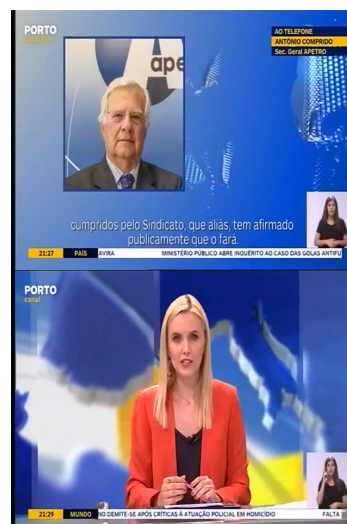 PORTO
canal
AO TELEFONE
ANTÓNIO COMPRIDO
Sec. Geral APETRO
ape
cumpridos pelo Sindicato, que aliás, tem afirmado
publicamente que o fará.
21:27 PAÍS AVIRA MINISTÉRIO PÚBLICO ABRE INQUÉRITO AO CASO DAS GOLAS ANTIFU
PORTO
canal
21:29 MUNDO NO DEMITE-SE APÓS CRÍTICAS À ATUAÇÃO POLICIAL EM HOMICÍDIO FALTA